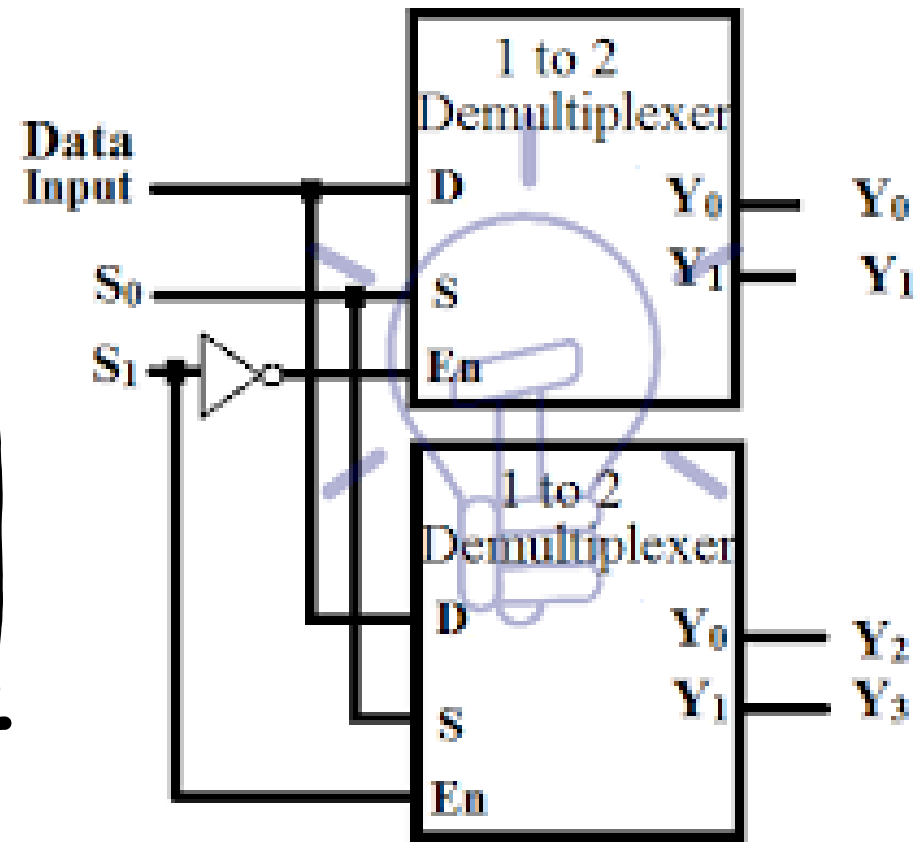 1 to 2
Demultiplexer
Data
Input
D
Y₀
Y₀
S₀
S
Y₁
Y₁
S₁
En
1 to 2
Demultiplexer
D
Y₀
Y₂
S
Y₁
Y₃
En